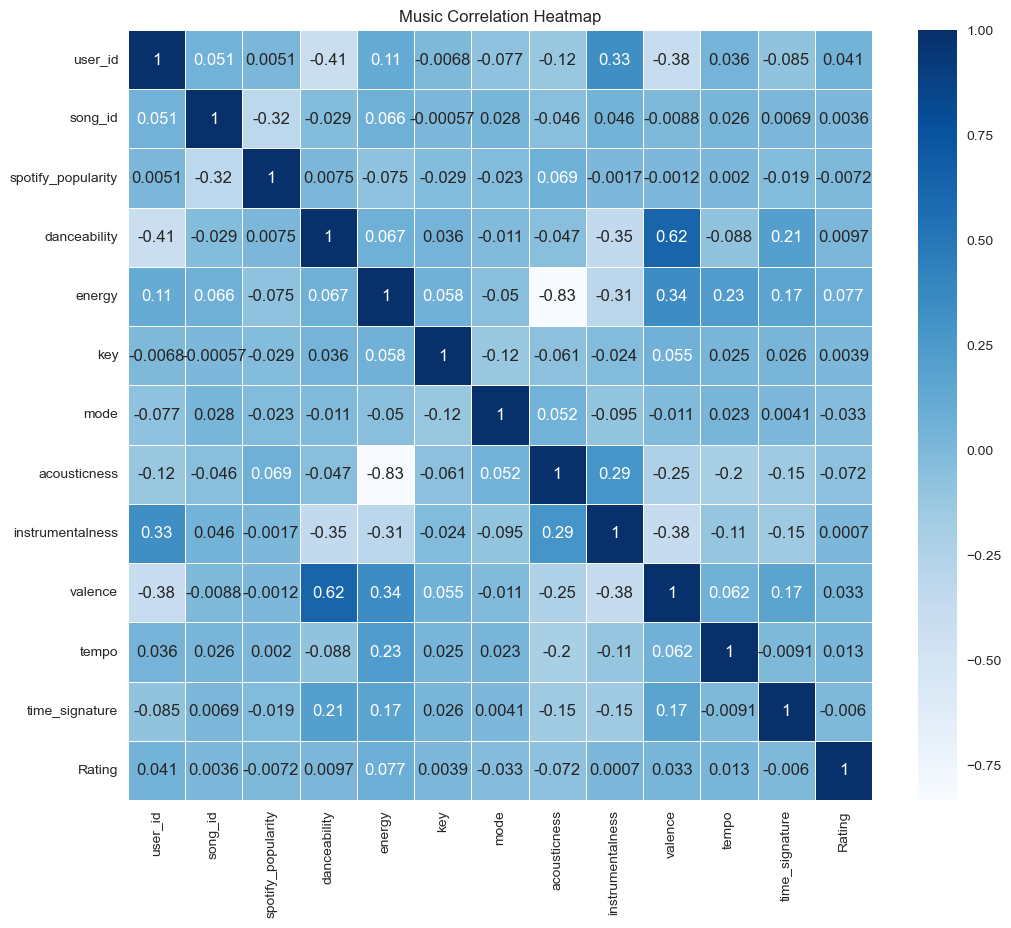 Music Correlation Heatmap
user_id 1 0.051 0.0051 -0.41 0.11 -0.0068 -0.077 -0.12 0.33 -0.38 0.036 -0.085 0.041
song_id 0.051 1 -0.32 -0.029 0.066 -0.00057 0.028 -0.046 0.046 -0.0088 0.026 0.0069 0.0036
spotify_popularity 0.0051 -0.32 1 0.0075 -0.075 -0.029 -0.023 0.069 -0.0017 -0.0012 0.002 -0.019 -0.0072
danceability -0.41 -0.029 0.0075 1 0.067 0.036 -0.011 -0.047 -0.35 0.62 -0.088 0.21 0.0097
energy 0.11 0.066 -0.075 0.067 1 0.058 -0.05 -0.83 -0.31 0.34 0.23 0.17 0.077
key -0.0068 -0.00057 -0.029 0.036 0.058 1 -0.12 -0.061 -0.024 0.055 0.025 0.026 0.0039
mode -0.077 0.028 -0.023 -0.011 -0.05 -0.12 1 0.052 -0.095 -0.011 0.023 0.0041 -0.033
acousticness -0.12 -0.046 0.069 -0.047 -0.83 -0.061 0.052 1 0.29 -0.25 -0.2 -0.15 -0.072
instrumentalness 0.33 0.046 -0.0017 -0.35 -0.31 -0.024 -0.095 0.29 1 -0.38 -0.11 -0.15 0.0007
valence -0.38 -0.0088 -0.0012 0.62 0.34 0.055 -0.011 -0.25 -0.38 1 0.062 0.17 0.033
tempo 0.036 0.026 0.002 -0.088 0.23 0.025 0.023 -0.2 -0.11 0.062 1 -0.0091 0.013
time_signature -0.085 0.0069 -0.019 0.21 0.17 0.026 0.0041 -0.15 -0.15 0.17 -0.0091 1 -0.006
Rating 0.041 0.0036 -0.0072 0.0097 0.077 0.0039 -0.033 -0.072 0.0007 0.033 0.013 -0.006 1
user_id song_id spotify_popularity danceability energy key mode acousticness instrumentalness valence tempo time_signature Rating
1.00
0.75
0.50
0.25
0.00
−0.25
−0.50
−0.75